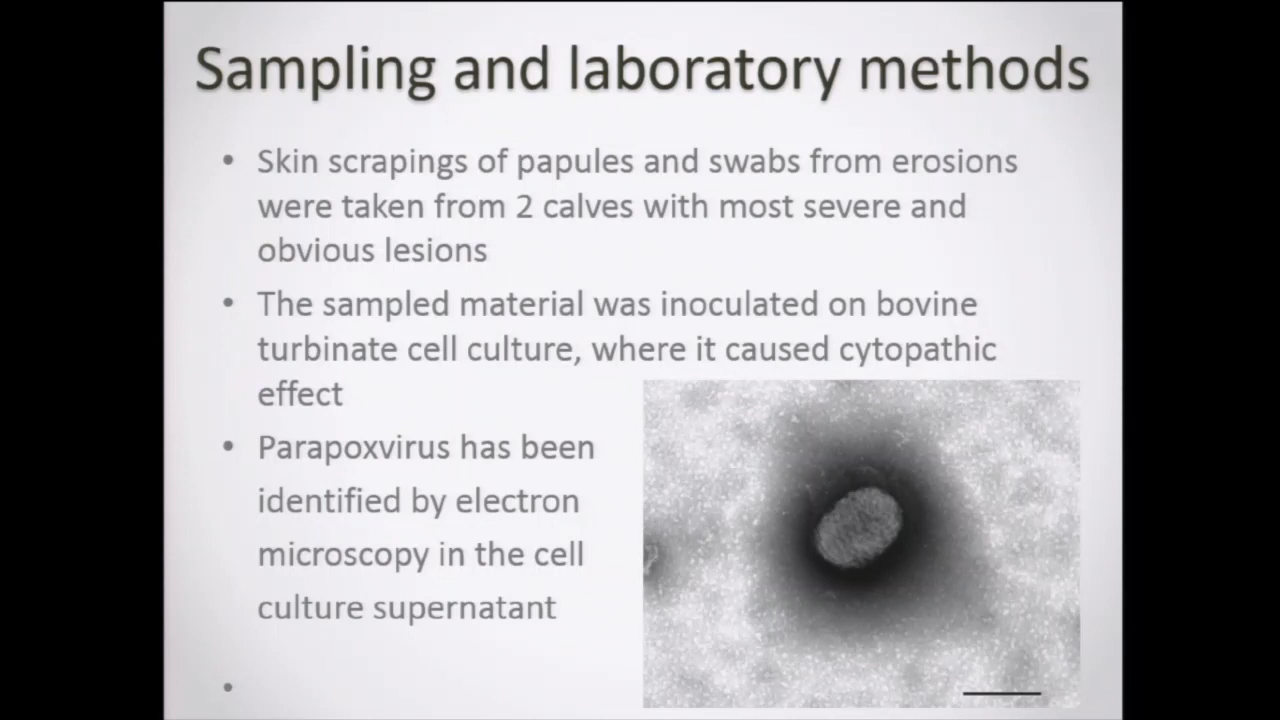 Sampling and laboratory methods
• Skin scrapings of papules and swabs from erosions
were taken from 2 calves with most severe and
obvious lesions
• The sampled material was inoculated on bovine
turbinate cell culture, where it caused cytopathic
effect
• Parapoxvirus has been
identified by electron
microscopy in the cell
culture supernatant
•